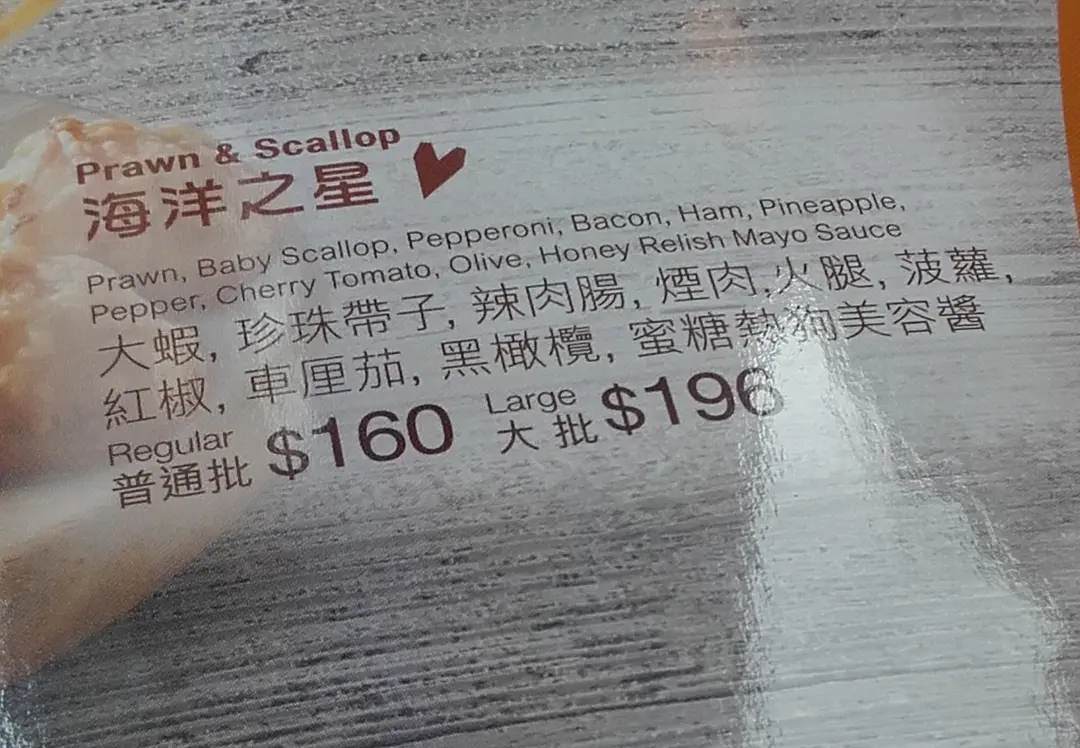 Prawn & Scallop
海洋之星
Prawn, Baby Scallop, Pepperoni, Bacon, Ham, Pineapple,
Pepper, Cherry Tomato, Olive, Honey Relish Mayo Sauce
大蝦, 珍珠帶子, 辣肉腸, 煙肉, 火腿, 菠蘿,
紅椒, 車厘茄, 黑橄欖, 蜜糖熱狗美容醬
Regular $160 Large $196
普通批 大批